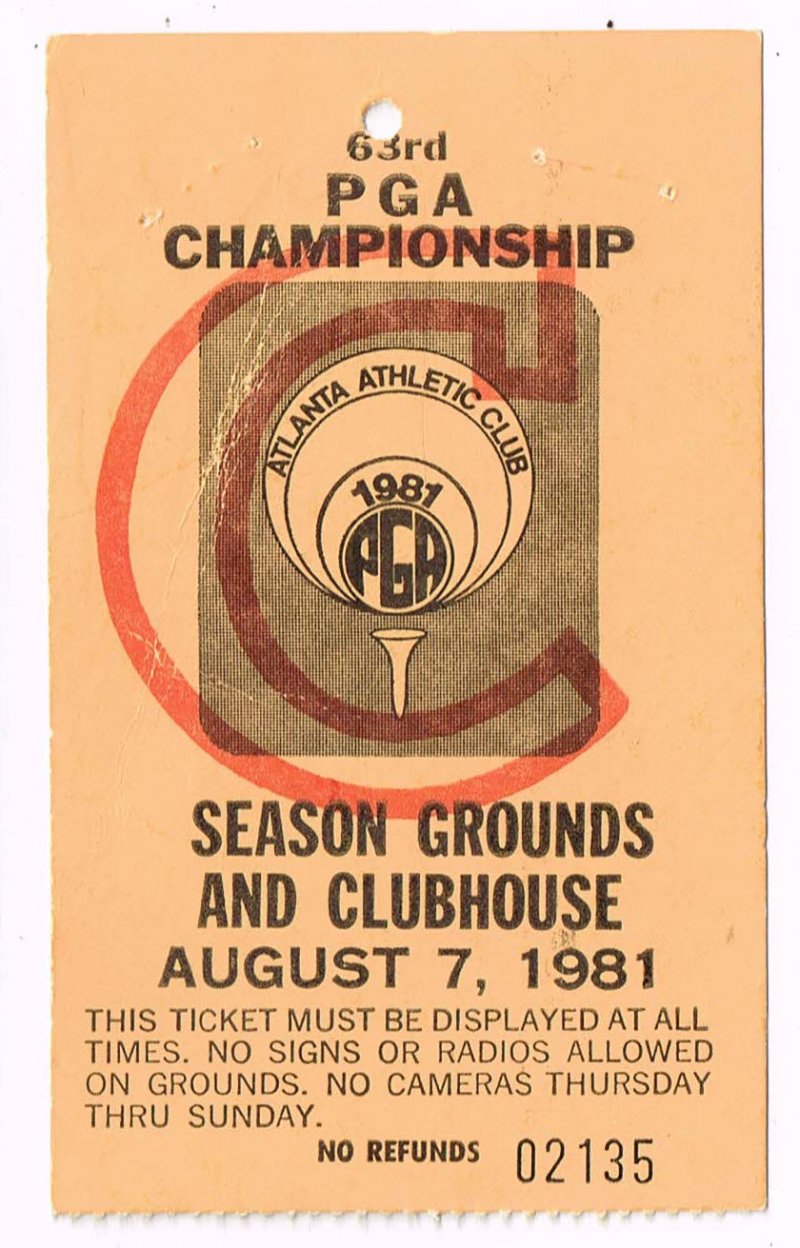 63rd
PGA
CHAMPIONSHIP
C
ATLANTA ATHLETIC CLUB
1981
PGA
SEASON GROUNDS
AND CLUBHOUSE
AUGUST 7, 1981
THIS TICKET MUST BE DISPLAYED AT ALL
TIMES. NO SIGNS OR RADIOS ALLOWED
ON GROUNDS. NO CAMERAS THURSDAY
THRU SUNDAY.
NO REFUNDS 02135